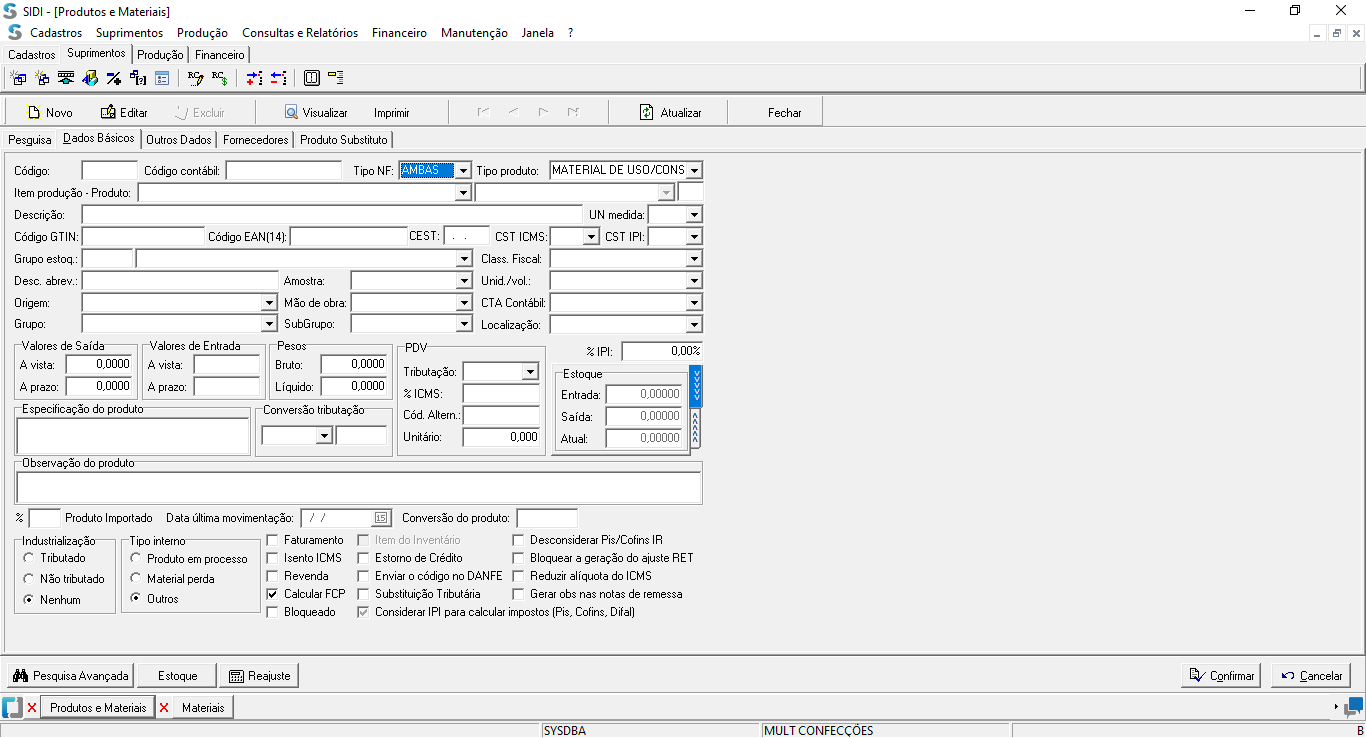 SIDI - [Produtos e Materiais]
Cadastros Suprimentos Produção Consultas e Relatórios Financeiro Manutenção Janela ?
Cadastros Suprimentos Produção Financeiro
Novo Editar Excluir Visualizar Imprimir Atualizar Fechar
Pesquisa Dados Básicos Outros Dados Fornecedores Produto Substituto
Código: Código contábil: Tipo NF: AMBAS Tipo produto: MATERIAL DE USO/CONS
Item produção - Produto:
Descrição: UN medida:
Código GTIN: Código EAN(14): CEST: . . CST ICMS: CST IPI:
Grupo estoq.: Class. Fiscal:
Desc. abrev.: Amostra: Unid./vol.:
Origem: Mão de obra: CTA Contábil:
Grupo: SubGrupo: Localização:
Valores de Saída Valores de Entrada Pesos PDV % IPI: 0,00%
A vista: 0,0000 A vista: Bruto: 0,0000 Tributação: Estoque
A prazo: 0,0000 A prazo: Líquido: 0,0000 % ICMS: Entrada: 0,00000
Especificação do produto Conversão tributação Cód. Altern.: Saída: 0,00000
Unitário: 0,000 Atual: 0,00000
Observação do produto
% Produto Importado Data última movimentação: / / 15 Conversão do produto:
Industrialização Tipo interno Faturamento Item do Inventário Desconsiderar Pis/Cofins IR
Tributado Produto em processo Isento ICMS Estorno de Crédito Bloquear a geração do ajuste RET
Não tributado Material perda Revenda Enviar o código no DANFE Reduzir alíquota do ICMS
Nenhum Outros Calcular FCP Substituição Tributária Gerar obs nas notas de remessa
Bloqueado Considerar IPI para calcular impostos (Pis, Cofins, Difal)
Pesquisa Avançada Estoque Reajuste Confirmar Cancelar
Produtos e Materiais Materiais
SYSDBA MULT CONFECÇÕES B